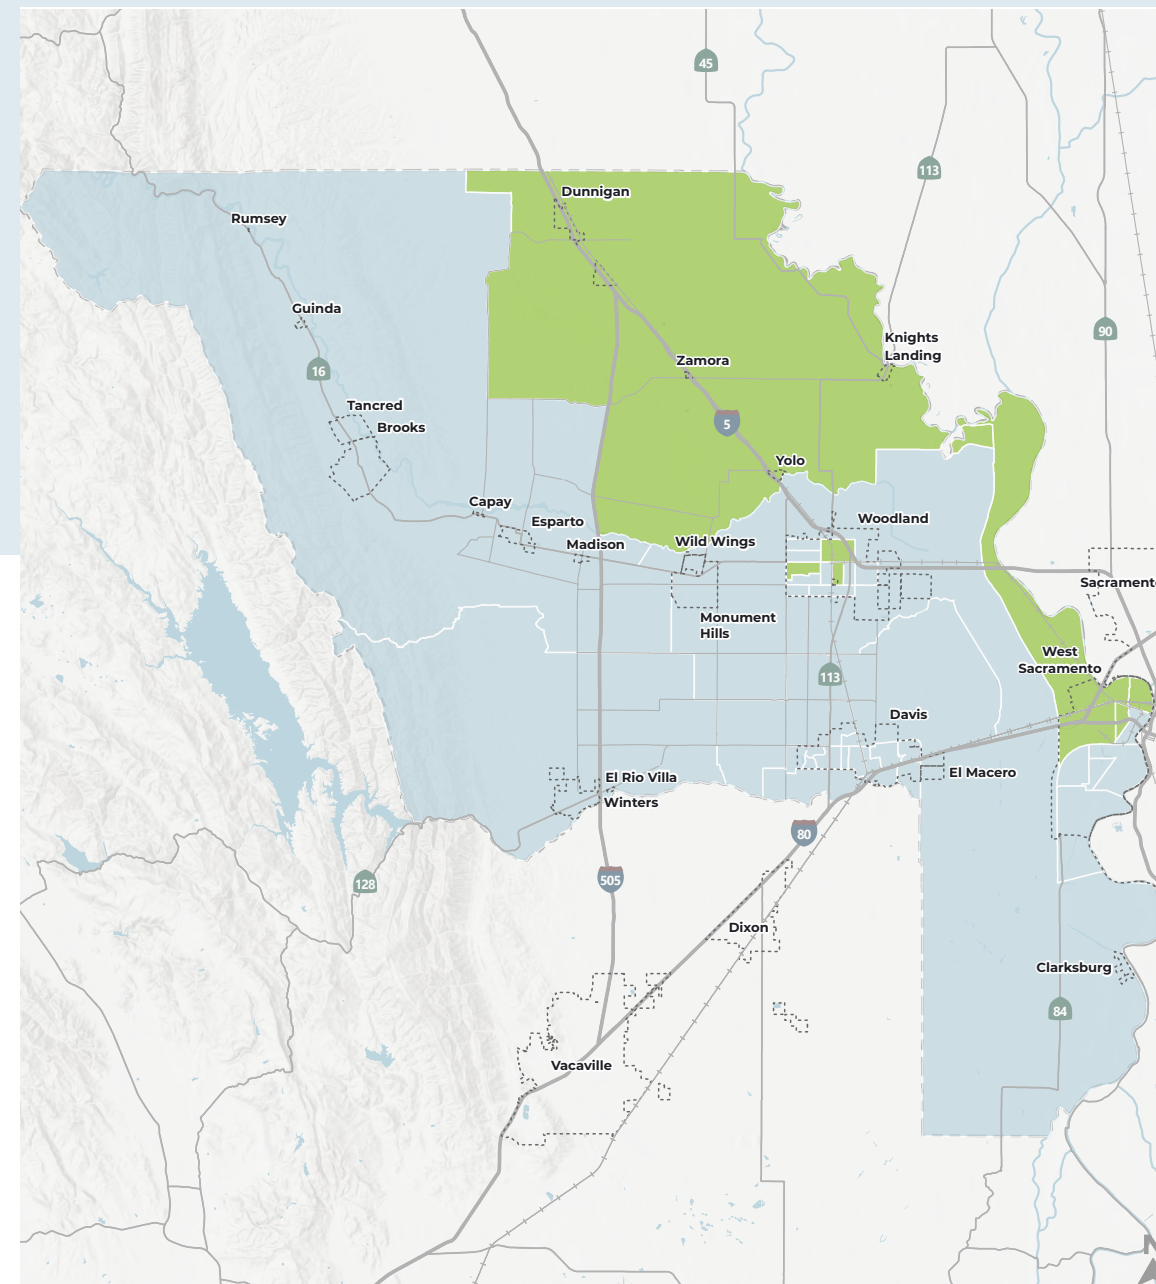 45
113
Dunnigan
Rumsey
Guinda
Knights
Landing
90
Zamora
16
Tancred
Brooks
5
Yolo
Capay
Esparto
Woodland
Madison
Wild Wings
Sacramento
Monument
Hills
West
Sacramento
113
Davis
El Macero
El Rio Villa
Winters
80
505
128
Dixon
Clarksburg
84
Vacaville
N